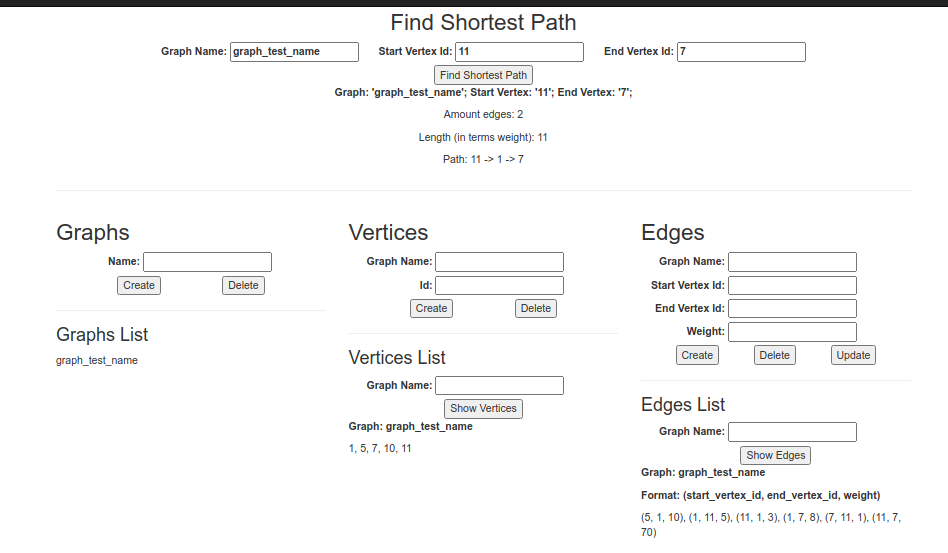 Find Shortest Path
Graph Name: graph_test_name Start Vertex Id: 11 End Vertex Id: 7
Find Shortest Path
Graph: 'graph_test_name'; Start Vertex: '11'; End Vertex: '7';
Amount edges: 2
Length (in terms weight): 11
Path: 11 -> 1 -> 7
Graphs
Name:
Create Delete
Graphs List
graph_test_name
Vertices
Graph Name:
Id:
Create Delete
Vertices List
Graph Name:
Show Vertices
Graph: graph_test_name
1, 5, 7, 10, 11
Edges
Graph Name:
Start Vertex Id:
End Vertex Id:
Weight:
Create Delete Update
Edges List
Graph Name:
Show Edges
Graph: graph_test_name
Format: (start_vertex_id, end_vertex_id, weight)
(5, 1, 10), (1, 11, 5), (11, 1, 3), (1, 7, 8), (7, 11, 1), (11, 7,
70)